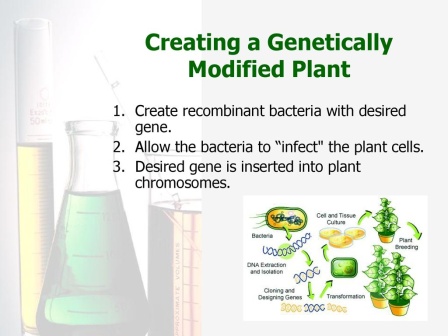 Creating a Genetically
Modified Plant
1. Create recombinant bacteria with desired
gene.
2. Allow the bacteria to “infect" the plant cells.
3. Desired gene is inserted into plant
chromosomes.
Cell and Tissue
Culture
Bacteria
Plant
Breeding
DNA Extraction
and Isolation
Cloning and
Designing Genes
Transformation